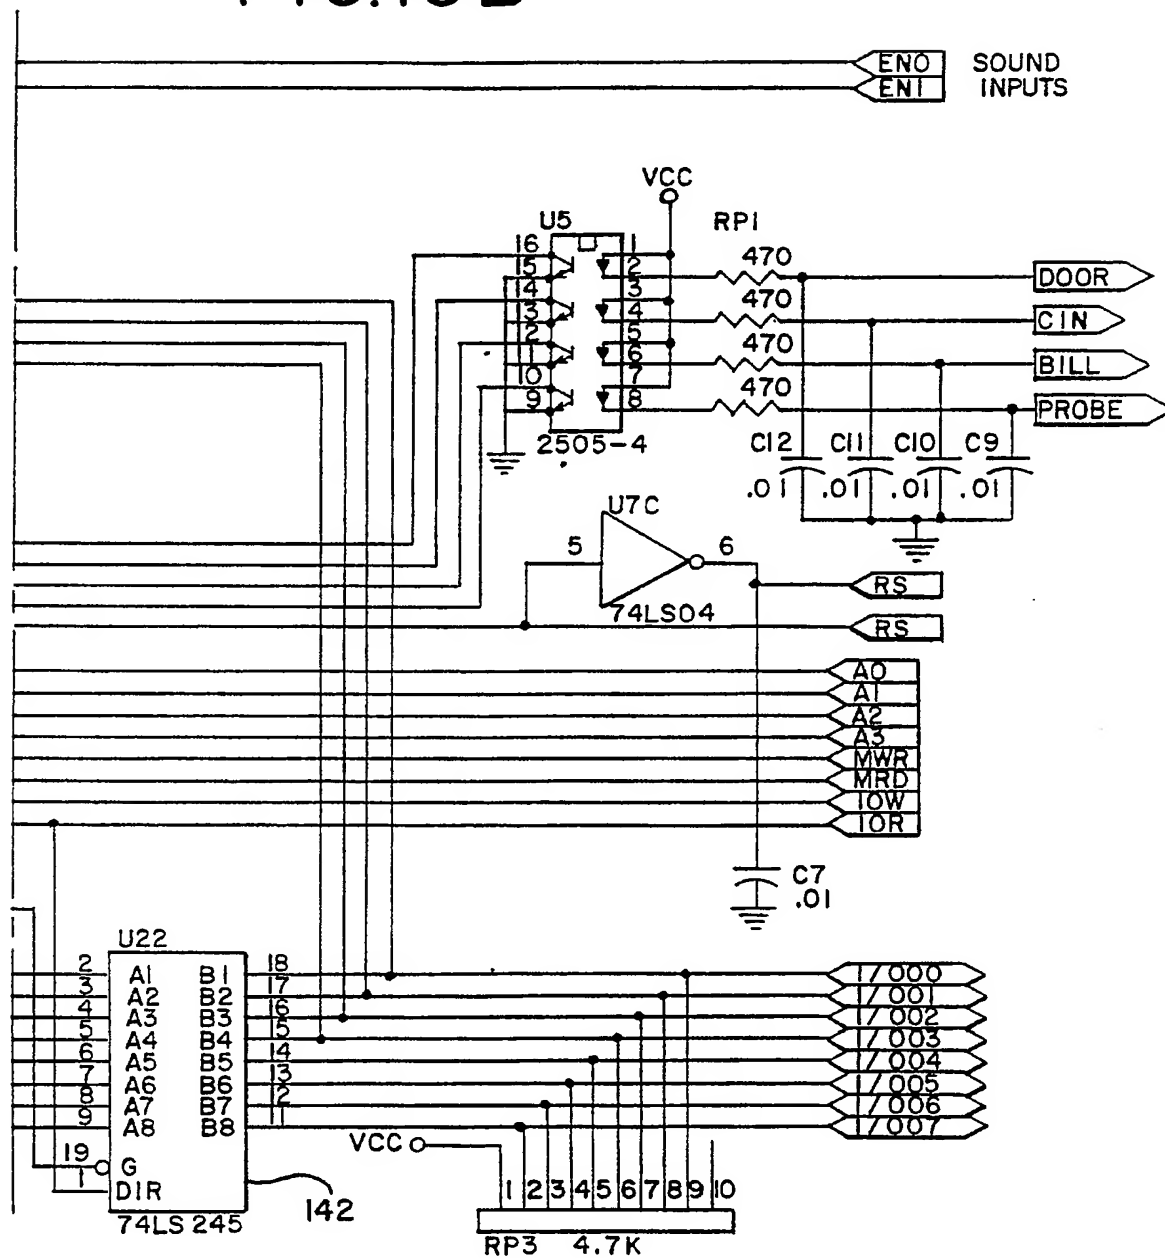 EN0 SOUND
EN1 INPUTS
VCC
U5
RP1
16 1 470
15 2 DOOR
14 3 470
13 4 CIN
12 5 470
11 6 BILL
10 7 470
9 8 PROBE
2505-4
C12 C11 C10 C9
.01 .01 .01 .01
U7C
5 6
RS
74LS04
RS
A0
A1
A2
A3
MWR
MRD
IOW
IOR
C7
.01
U22
2 A1 B1 18 I/O00
3 A2 B2 17 I/O01
4 A3 B3 16 I/O02
5 A4 B4 15 I/O03
6 A5 B5 14 I/O04
7 A6 B6 13 I/O05
8 A7 B7 12 I/O06
9 A8 B8 11 I/O07
VCC
19 G
1 DIR
1 2 3 4 5 6 7 8 9 10
142
74LS245
RP3 4.7K